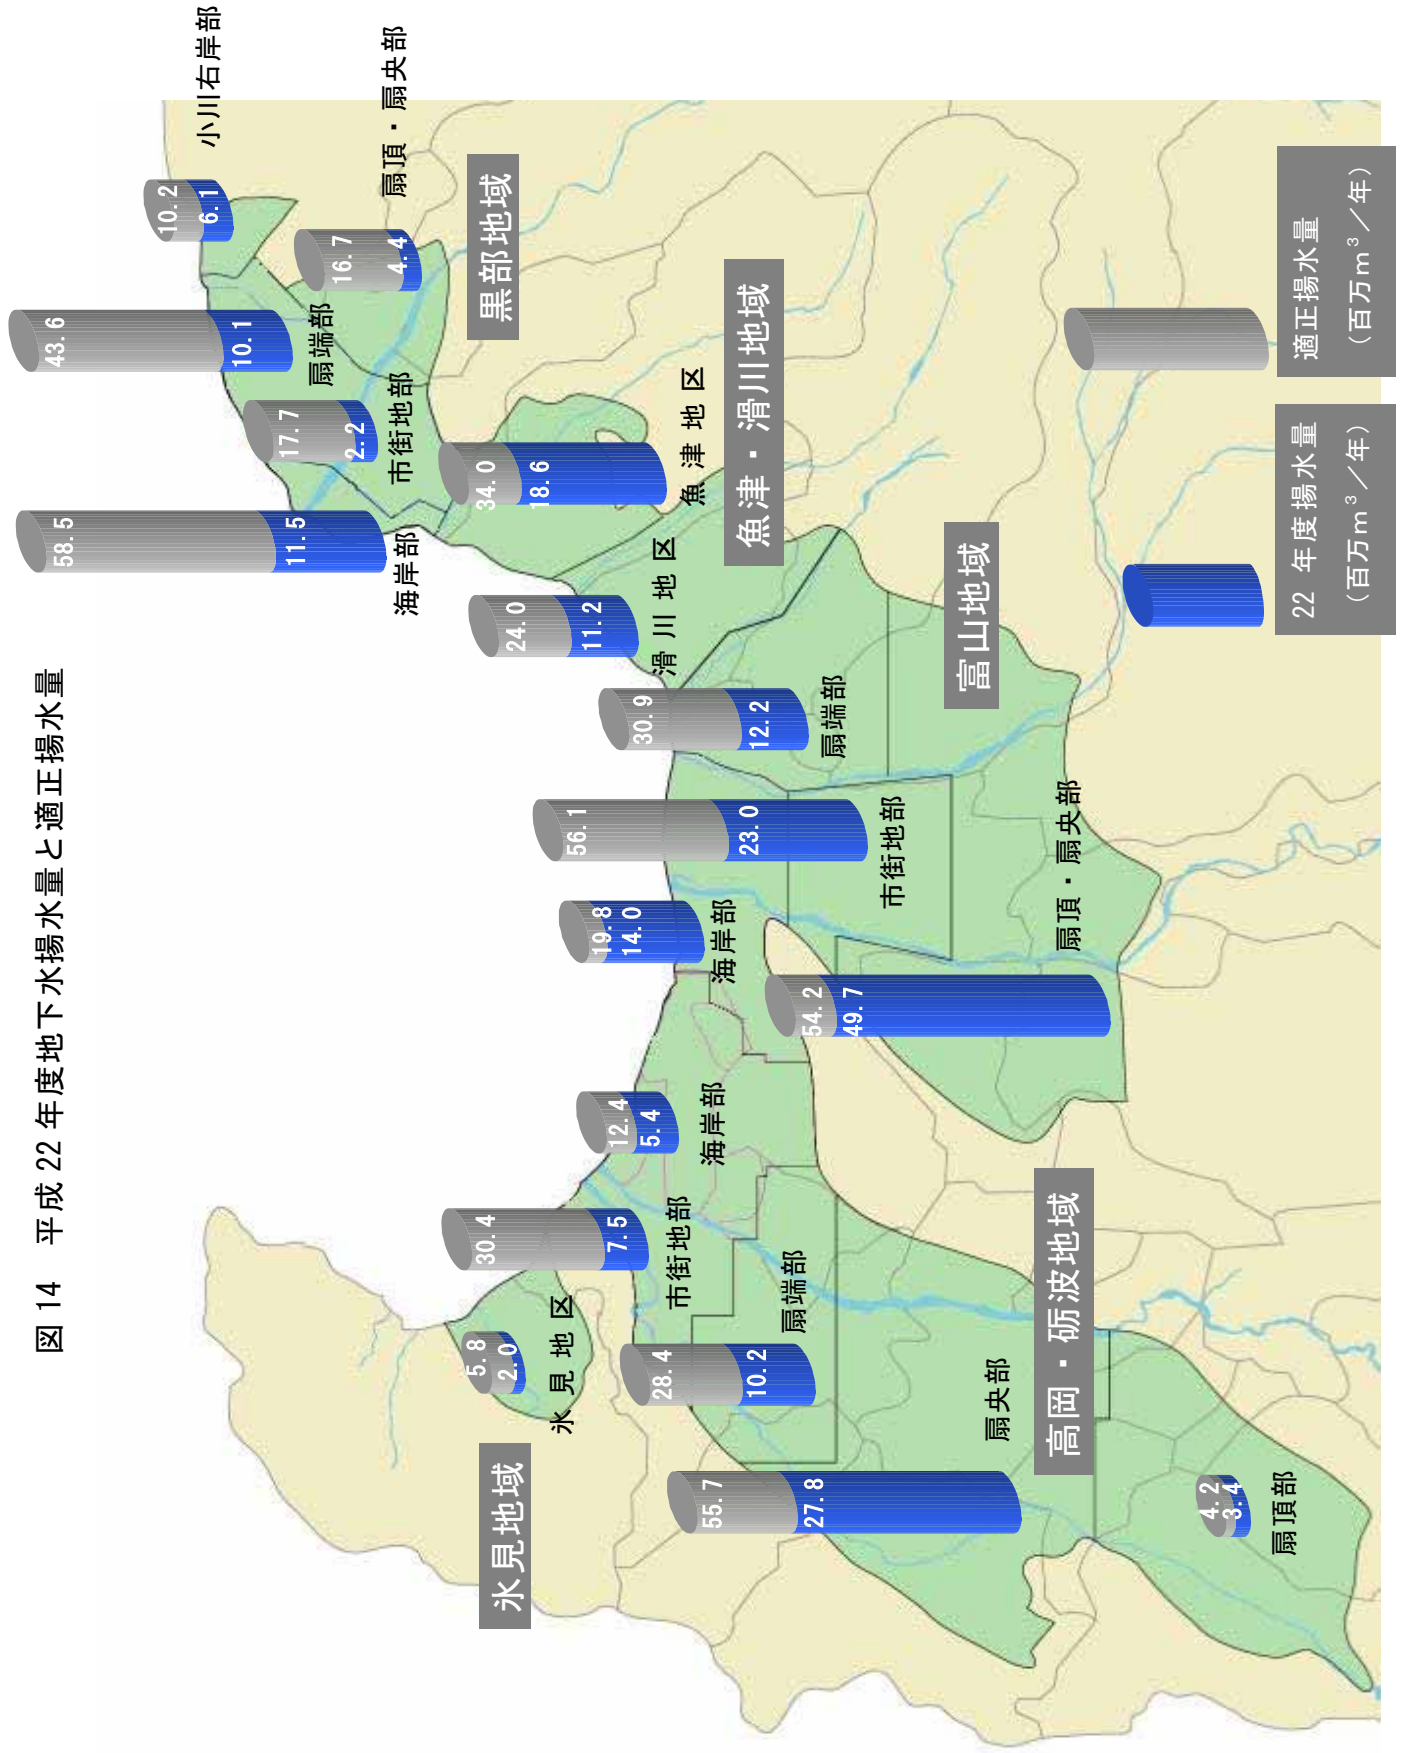 図 14　平成 22 年度地下水揚水量と適正揚水量
氷見地域
氷見地区
5.8
2.0
高岡・砺波地域
海岸部
12.4
5.4
市街地部
30.4
7.5
扇端部
28.4
10.2
扇央部
55.7
27.8
扇頂部
4.2
3.4
富山地域
海岸部
19.8
14.0
市街地部
56.1
23.0
扇端部
30.9
12.2
扇頂・扇央部
54.2
49.7
魚津・滑川地域
滑川地区
24.0
11.2
魚津地区
34.0
18.6
黒部地域
海岸部
58.5
11.5
市街地部
17.7
2.2
扇端部
43.6
10.1
扇頂・扇央部
16.7
4.4
小川右岸部
10.2
6.1
22 年度揚水量
（百万m³／年）
適正揚水量
（百万m³／年）